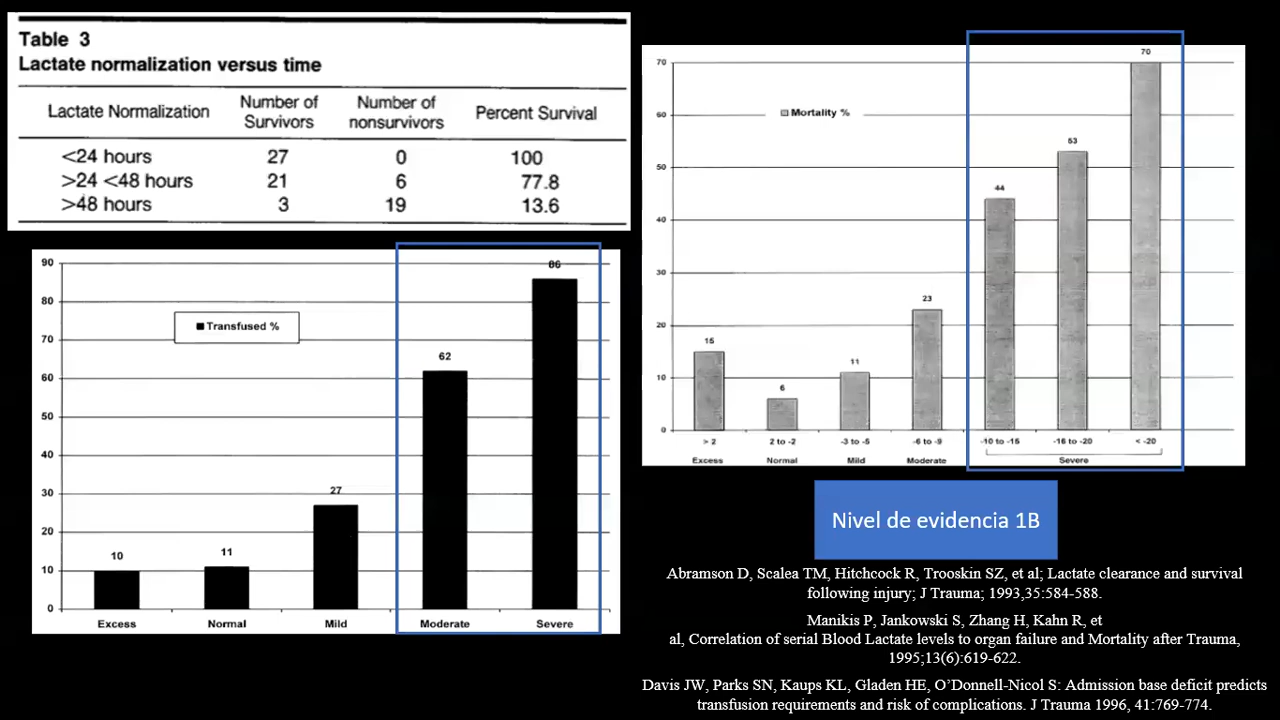 Table 3
Lactate normalization versus time
Lactate Normalization Number of Survivors Number of nonsurvivors Percent Survival
<24 hours 27 0 100
>24 <48 hours 21 6 77.8
>48 hours 3 19 13.6
90
80
70
60
50
40
30
20
10
0
Transfused %
10 11 27 62 86
Excess Normal Mild Moderate Severe
70
60
50
40
30
20
10
0
Mortality %
15 6 11 23 44 53 70
> 2 2 to -2 -3 to -5 -6 to -9 -10 to -15 -16 to -20 < -20
Excess Normal Mild Moderate Severe
Nivel de evidencia 1B
Abramson D, Scalea TM, Hitchcock R, Trooskin SZ, et al; Lactate clearance and survival
following injury; J Trauma; 1993,35:584-588.
Manikis P, Jankowski S, Zhang H, Kahn R, et
al, Correlation of serial Blood Lactate levels to organ failure and Mortality after Trauma,
1995;13(6):619-622.
Davis JW, Parks SN, Kaups KL, Gladen HE, O’Donnell-Nicol S: Admission base deficit predicts
transfusion requirements and risk of complications. J Trauma 1996, 41:769-774.